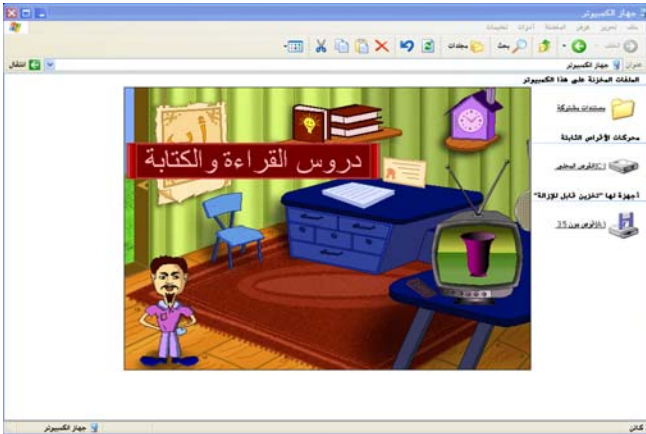 جهاز الكمبيوتر
ملف تحرير عرض المفضلة أدوات تعليمات
بحث مجلدات
عنوان جهاز الكمبيوتر انتقال
الملفات المخزنة على هذا الكمبيوتر
مستندات مشتركة
محركات الأقراص الثابتة
أجهزة لها "تخزين قابل للإزالة"
دروس القراءة والكتابة
جهاز الكمبيوتر